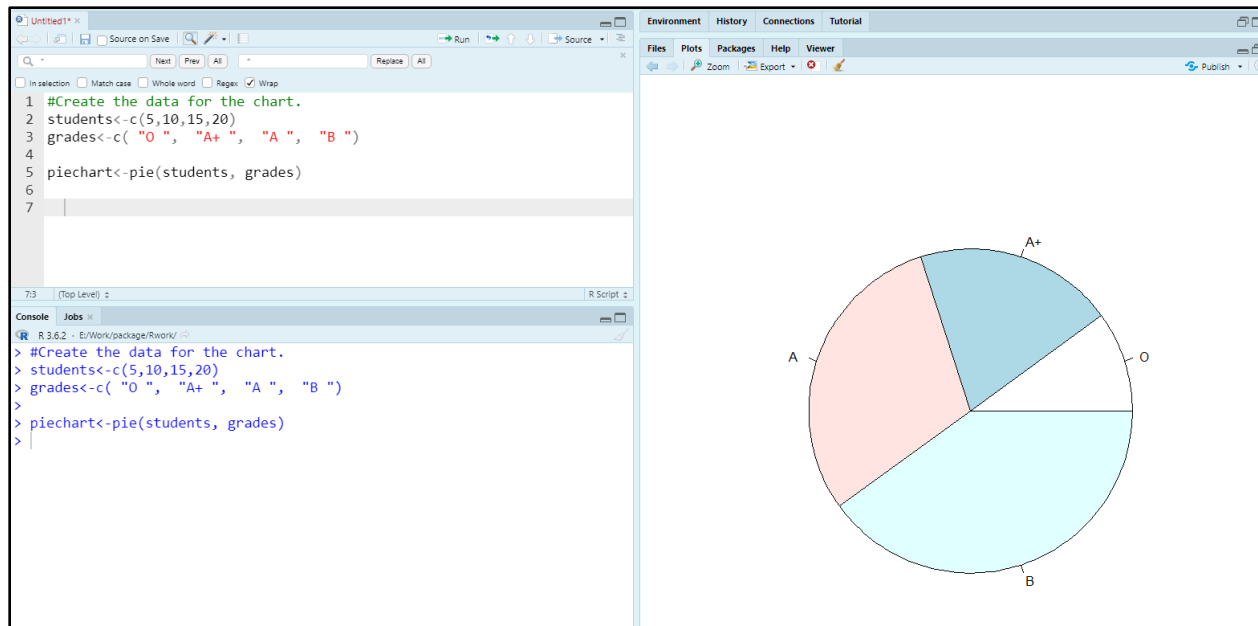 Untitled1* ×
Source on Save Run Source
Next Prev All Replace All
In selection Match case Whole word Regex Wrap
1 #Create the data for the chart.
2 students<-c(5,10,15,20)
3 grades<-c( "O ",  "A+ ",  "A ",  "B ")
4
5 piechart<-pie(students, grades)
6
7
7:3 (Top Level) R Script
Console Jobs ×
R 3.6.2 - E:/Work/package/Rwork/
> #Create the data for the chart.
> students<-c(5,10,15,20)
> grades<-c( "O ",  "A+ ",  "A ",  "B ")
>
> piechart<-pie(students, grades)
>
Environment History Connections Tutorial
Files Plots Packages Help Viewer
Zoom Export Publish
A+
A
O
B